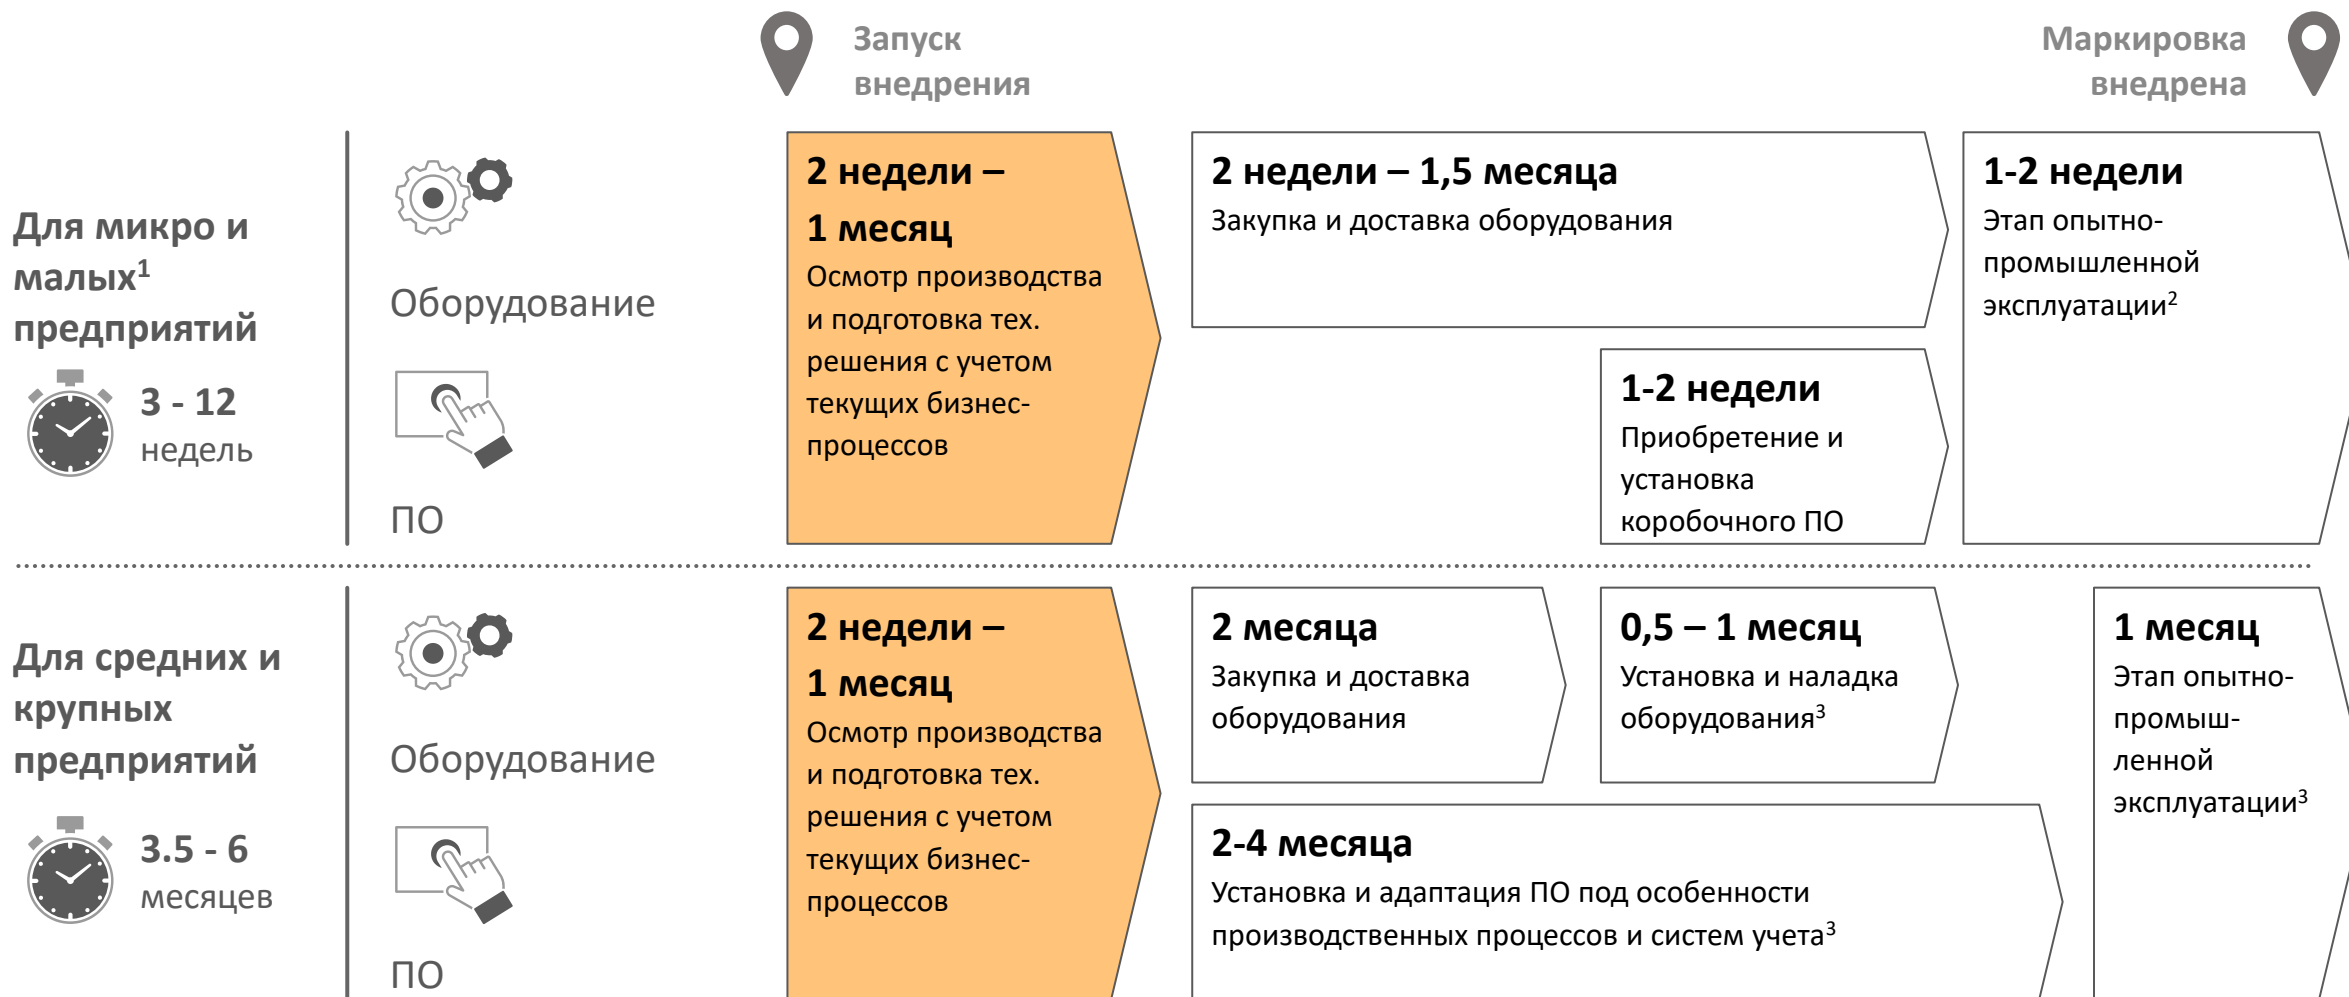 Запуск
внедрения
Маркировка
внедрена
Для микро и
малых¹
предприятий
3 - 12
недель
Оборудование
ПО
2 недели –
1 месяц
Осмотр производства
и подготовка тех.
решения с учетом
текущих бизнес-
процессов
2 недели – 1,5 месяца
Закупка и доставка оборудования
1-2 недели
Приобретение и
установка
коробочного ПО
1-2 недели
Этап опытно-
промышленной
эксплуатации²
Для средних и
крупных
предприятий
3.5 - 6
месяцев
Оборудование
ПО
2 недели –
1 месяц
Осмотр производства
и подготовка тех.
решения с учетом
текущих бизнес-
процессов
2 месяца
Закупка и доставка
оборудования
0,5 – 1 месяц
Установка и наладка
оборудования³
2-4 месяца
Установка и адаптация ПО под особенности
производственных процессов и систем учета³
1 месяц
Этап опытно-
промыш-
ленной
эксплуатации³